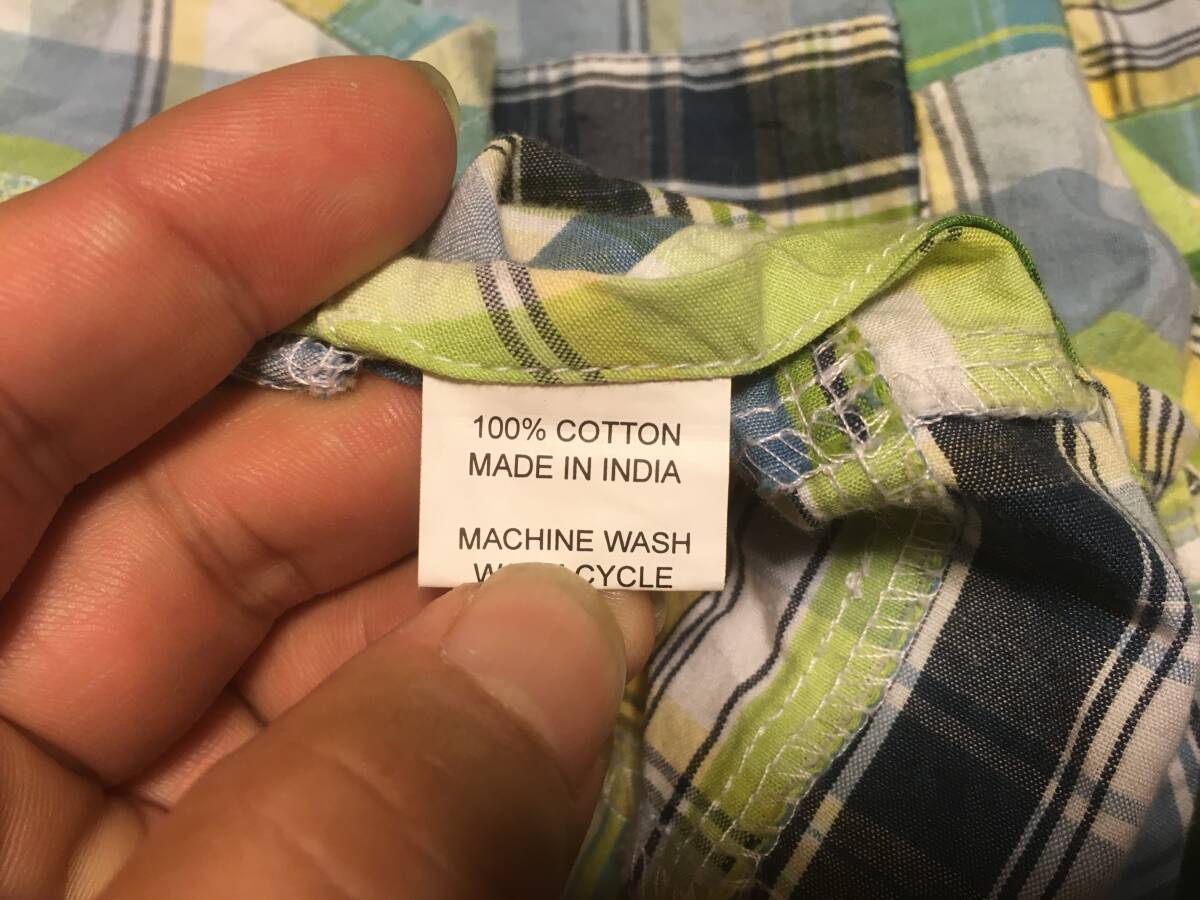 100% COTTON
MADE IN INDIA
MACHINE WASH
CYCLE